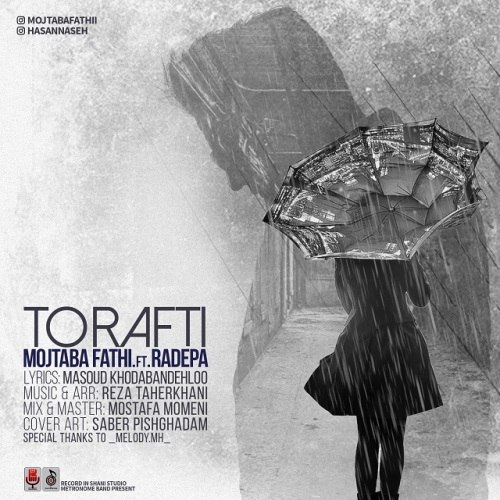 MOJTABAFATHII
HASANNASEH
TO RAFTI
MOJTABA FATHI.FT.RADEPA
LYRICS: MASOUD KHODABANDEHLOO
MUSIC & ARR: REZA TAHERKHANI
MIX & MASTER: MOSTAFA MOMENI
COVER ART: SABER PISHGHADAM
SPECIAL THANKS TO _MELODY.MH_
RECORD IN SHANI STUDIO
METRONOME BAND PRESENT